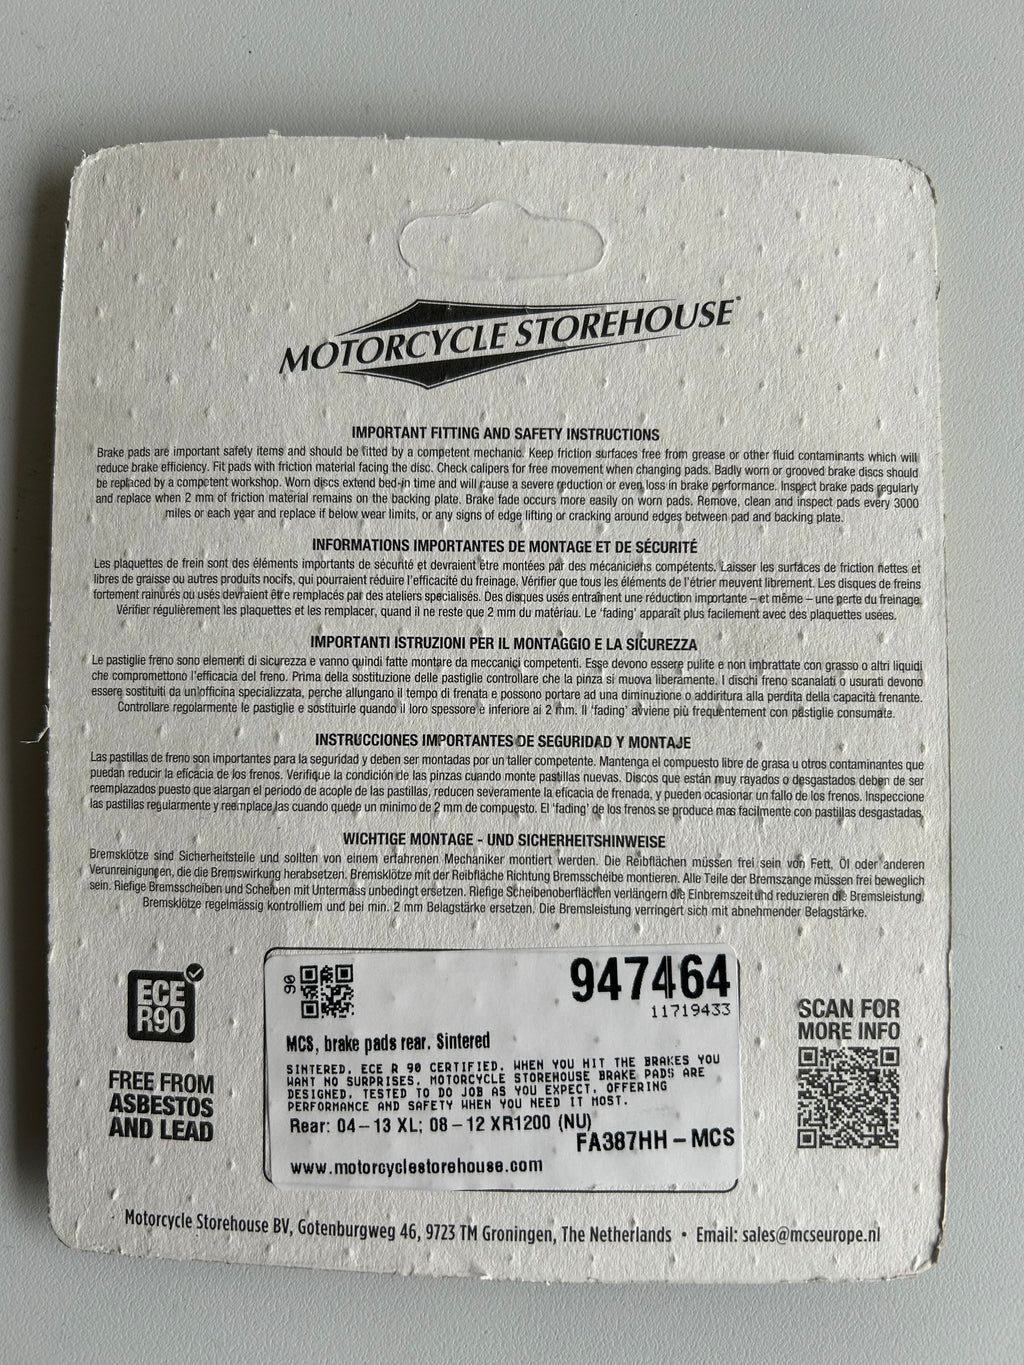 MOTORCYCLE STOREHOUSE®
IMPORTANT FITTING AND SAFETY INSTRUCTIONS
Brake pads are important safety items and should be fitted by a competent mechanic. Keep friction surfaces free from grease or other fluid contaminants which will
reduce brake efficiency. Fit pads with friction material facing the disc. Check calipers for free movement when changing pads. Badly worn or grooved brake discs should
be replaced by a competent workshop. Worn discs extend bed-in time and will cause a severe reduction or even loss in brake performance. Inspect brake pads regularly
and replace when 2 mm of friction material remains on the backing plate. Brake fade occurs more easily on worn pads. Remove, clean and inspect pads every 3000
miles or each year and replace if below wear limits, or any signs of edge lifting or cracking around edges between pad and backing plate.
INFORMATIONS IMPORTANTES DE MONTAGE ET DE SÉCURITÉ
Les plaquettes de frein sont des éléments importants de sécurité et devraient être montées par des mécaniciens compétents. Laisser les surfaces de friction nettes et
libres de graisse ou autres produits nocifs, qui pourraient réduire l'efficacité du freinage. Vérifier que tous les éléments de l'étrier meuvent librement. Les disques de freins
fortement rainurés ou usés devraient être remplacés par des ateliers specialisés. Des disques usés entraînent une réduction importante – et même – une perte du freinage.
Vérifier régulièrement les plaquettes et les remplacer, quand il ne reste que 2 mm du matériau. Le 'fading' apparaît plus facilement avec des plaquettes usées.
IMPORTANTI ISTRUZIONI PER IL MONTAGGIO E LA SICUREZZA
Le pastiglie freno sono elementi di sicurezza e vanno quindi fatte montare da meccanici competenti. Esse devono essere pulite e non imbrattate con grasso o altri liquidi
che compromettono l'efficacia del freno. Prima della sostituzione delle pastiglie controllare che la pinza si muova liberamente. I dischi freno scanalati o usurati devono
essere sostituiti da un'officina specializzata, perche allungano il tempo di frenata e possono portare ad una diminuzione o addiritura alla perdita della capacità frenante.
Controllare regolarmente le pastiglie e sostituirle quando il loro spessore è inferiore ai 2 mm. Il 'fading' avviene più frequentemente con pastiglie consumate.
INSTRUCCIONES IMPORTANTES DE SEGURIDAD Y MONTAJE
Las pastillas de freno son importantes para la seguridad y deben ser montadas por un taller competente. Mantenga el compuesto libre de grasa u otros contaminantes que
puedan reducir la eficacia de los frenos. Verifique la condición de las pinzas cuando monte pastillas nuevas. Discos que están muy rayados o desgastados deben de ser
reemplazados puesto que alargan el periodo de acople de las pastillas, reducen severamente la eficacia de frenada, y pueden ocasionar un fallo de los frenos. Inspeccione
las pastillas regularmente y reemplace las cuando quede un minimo de 2 mm de compuesto. El 'fading' de los frenos se produce mas facilmente con pastillas desgastadas.
WICHTIGE MONTAGE - UND SICHERHEITSHINWEISE
Bremsklötze sind Sicherheitsteile und sollten von einem erfahrenen Mechaniker montiert werden. Die Reibflächen müssen frei sein von Fett, Öl oder anderen
Verunreinigungen, die die Bremswirkung herabsetzen. Bremsklötze mit der Reibfläche Richtung Bremsscheibe montieren. Alle Teile der Bremszange müssen frei beweglich
sein. Riefige Bremsscheiben und Scheiben mit Untermass unbedingt ersetzen. Riefige Scheibenoberflächen verlängern die Einbremszeit und reduzieren die Bremsleistung.
Bremsklötze regelmässig kontrolliern und bei min. 2 mm Belagstärke ersetzen. Die Bremsleistung verringert sich mit abnehmender Belagstärke.
ECE
R90
FREE FROM
ASBESTOS
AND LEAD
90
947464
11719433
MCS, brake pads rear. Sintered
SINTERED. ECE R 90 CERTIFIED. WHEN YOU HIT THE BRAKES YOU
WANT NO SURPRISES. MOTORCYCLE STOREHOUSE BRAKE PADS ARE
DESIGNED, TESTED TO DO JOB AS YOU EXPECT, OFFERING
PERFORMANCE AND SAFETY WHEN YOU NEED IT MOST.
Rear: 04-13 XL; 08-12 XR1200 (NU)
FA387HH-MCS
www.motorcyclestorehouse.com
SCAN FOR
MORE INFO
Motorcycle Storehouse BV, Gotenburgweg 46, 9723 TM Groningen, The Netherlands • Email: sales@mcseurope.nl